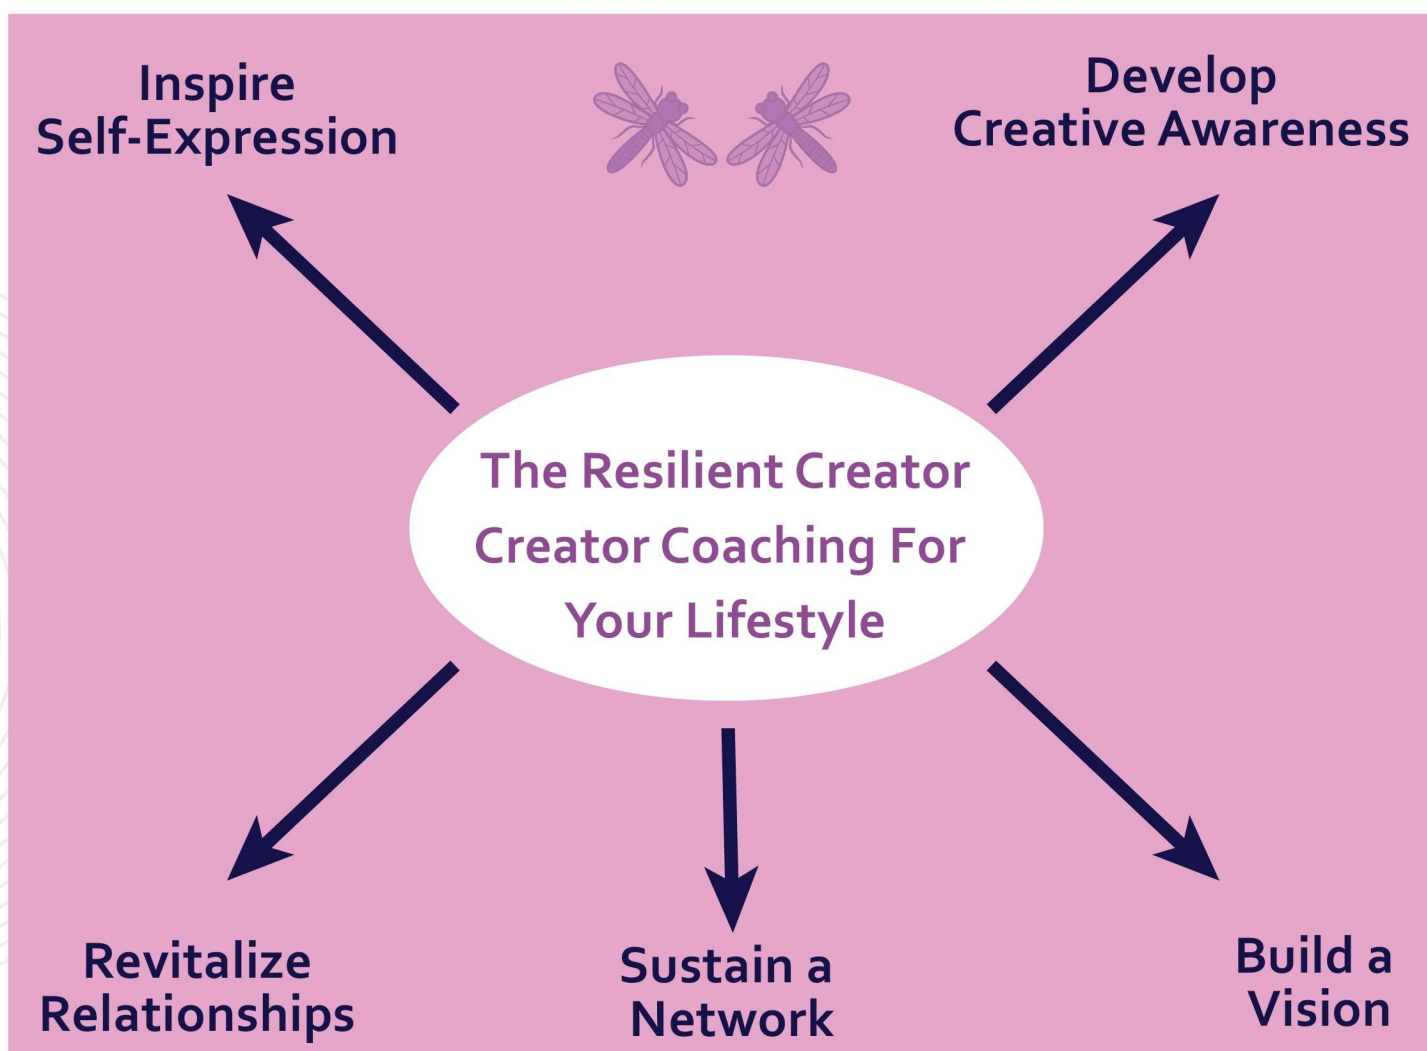 Inspire
Self-Expression
Develop
Creative Awareness
The Resilient Creator
Creator Coaching For
Your Lifestyle
Revitalize
Relationships
Sustain a
Network
Build a
Vision